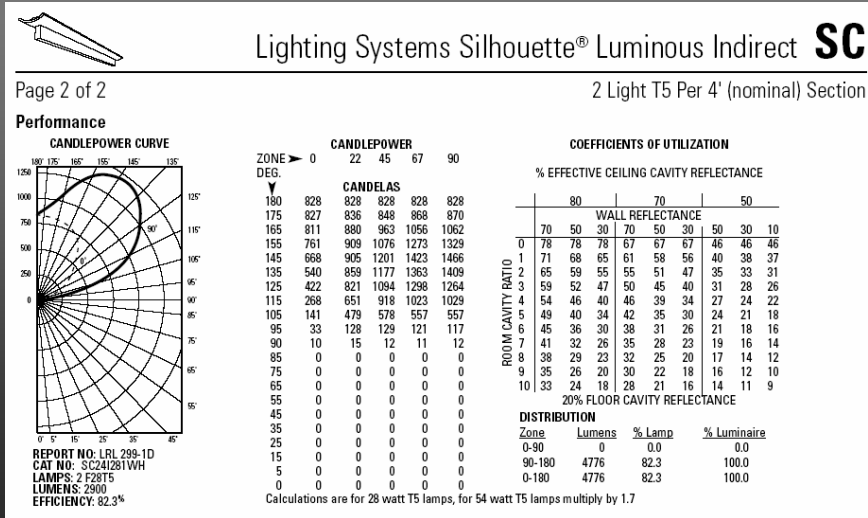 Lighting Systems Silhouette® Luminous Indirect SC
Page 2 of 2
2 Light T5 Per 4' (nominal) Section
Performance
CANDLEPOWER CURVE
180° 175° 165° 155° 145° 135°
1250
1000
750
500
250
0
125°
115°
105°
95°
90°
85°
75°
65°
55°
90°
0°
0° 5° 15° 25° 35° 45°
REPORT NO: LRL 299-1D
CAT NO: SC24I281WH
LAMPS: 2 F28T5
LUMENS: 2900
EFFICIENCY: 82.3%
CANDLEPOWER
ZONE 0 22 45 67 90
DEG.
CANDELAS
180 828 828 828 828 828
175 827 836 848 868 870
165 811 880 963 1056 1062
155 761 909 1076 1273 1329
145 668 905 1201 1423 1466
135 540 859 1177 1363 1409
125 422 821 1094 1298 1264
115 268 651 918 1023 1029
105 141 479 578 557 557
95 33 128 129 121 117
90 10 15 12 11 12
85 0 0 0 0 0
75 0 0 0 0 0
65 0 0 0 0 0
55 0 0 0 0 0
45 0 0 0 0 0
35 0 0 0 0 0
25 0 0 0 0 0
15 0 0 0 0 0
5 0 0 0 0 0
0 0 0 0 0 0
Calculations are for 28 watt T5 lamps, for 54 watt T5 lamps multiply by 1.7
COEFFICIENTS OF UTILIZATION
% EFFECTIVE CEILING CAVITY REFLECTANCE
80 70 50
WALL REFLECTANCE
70 50 30 70 50 30 50 30 10
ROOM CAVITY RATIO
0 78 78 78 67 67 67 46 46 46
1 71 68 65 61 58 56 40 38 37
2 65 59 55 55 51 47 35 33 31
3 59 52 47 50 45 40 31 28 26
4 54 46 40 46 39 34 27 24 22
5 49 40 34 42 35 30 24 21 18
6 45 36 30 38 31 26 21 18 16
7 41 32 26 35 28 23 19 16 14
8 38 29 23 32 25 20 17 14 12
9 35 26 20 30 22 18 16 12 10
10 33 24 18 28 21 16 14 11 9
20% FLOOR CAVITY REFLECTANCE
DISTRIBUTION
Zone Lumens % Lamp % Luminaire
0-90 0 0.0 0.0
90-180 4776 82.3 100.0
0-180 4776 82.3 100.0